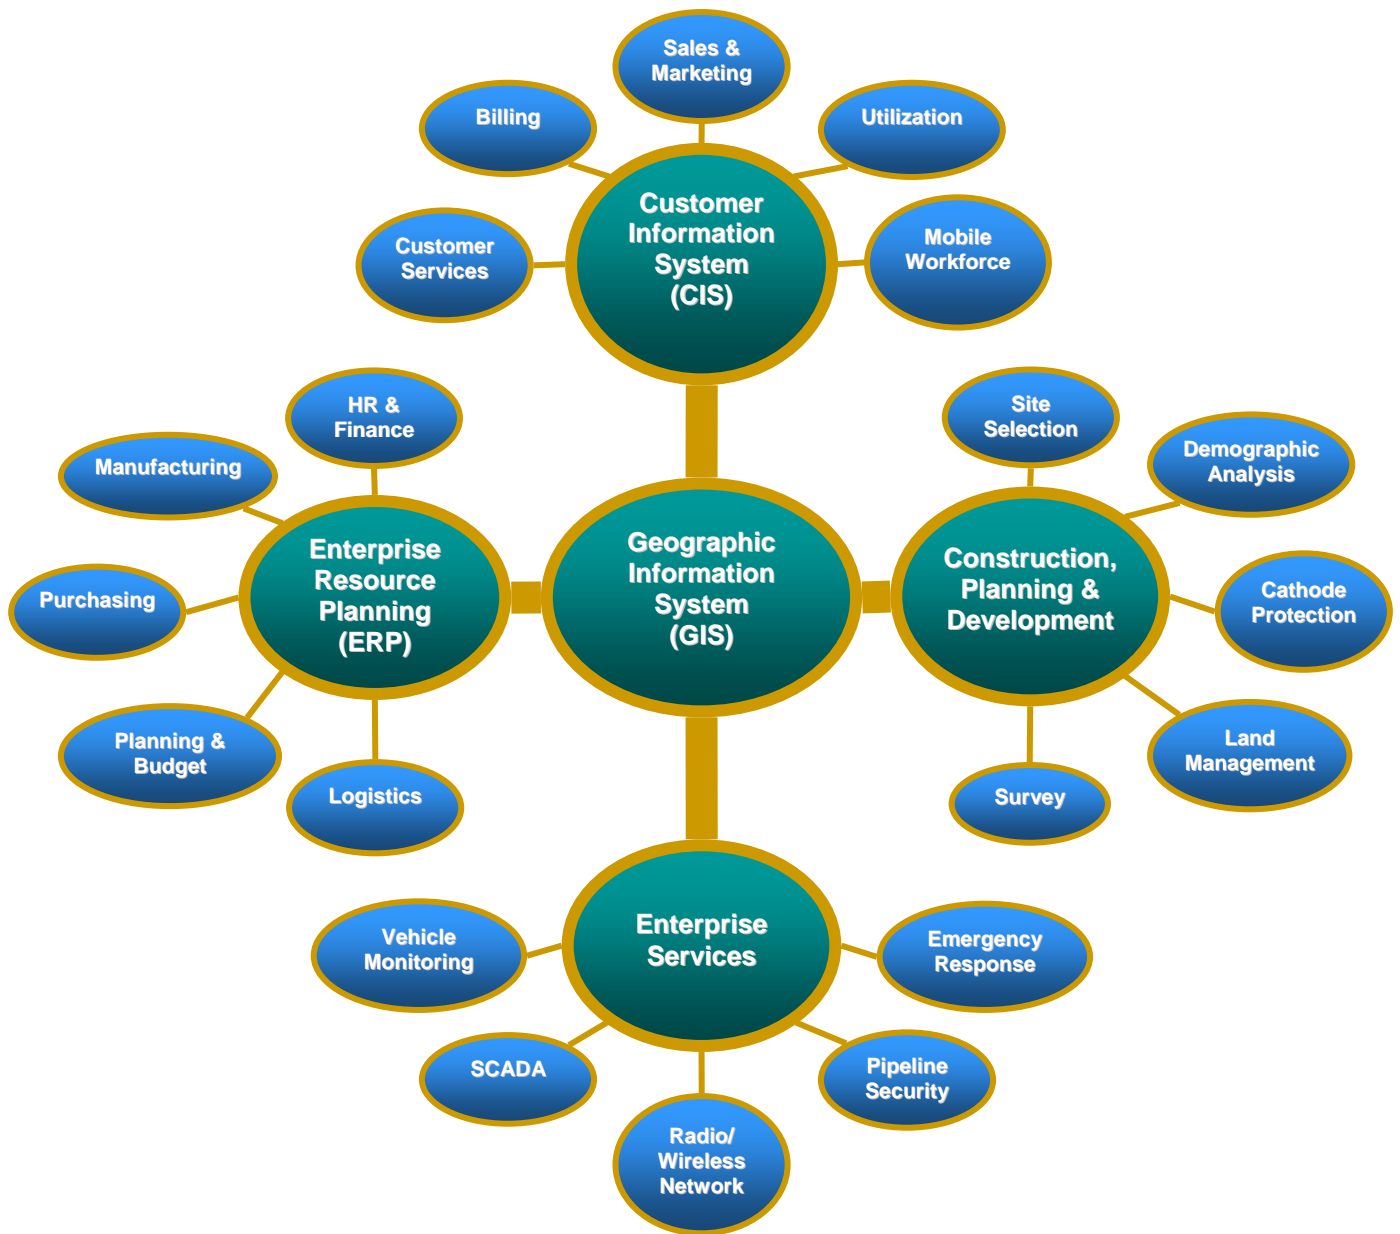 Sales &
Marketing
Billing
Utilization
Customer
Information
System
(CIS)
Customer
Services
Mobile
Workforce
HR &
Finance
Manufacturing
Purchasing
Enterprise
Resource
Planning
(ERP)
Planning &
Budget
Logistics
Geographic
Information
System
(GIS)
Site
Selection
Demographic
Analysis
Construction,
Planning &
Development
Cathode
Protection
Land
Management
Survey
Enterprise
Services
Vehicle
Monitoring
Emergency
Response
SCADA
Pipeline
Security
Radio/
Wireless
Network